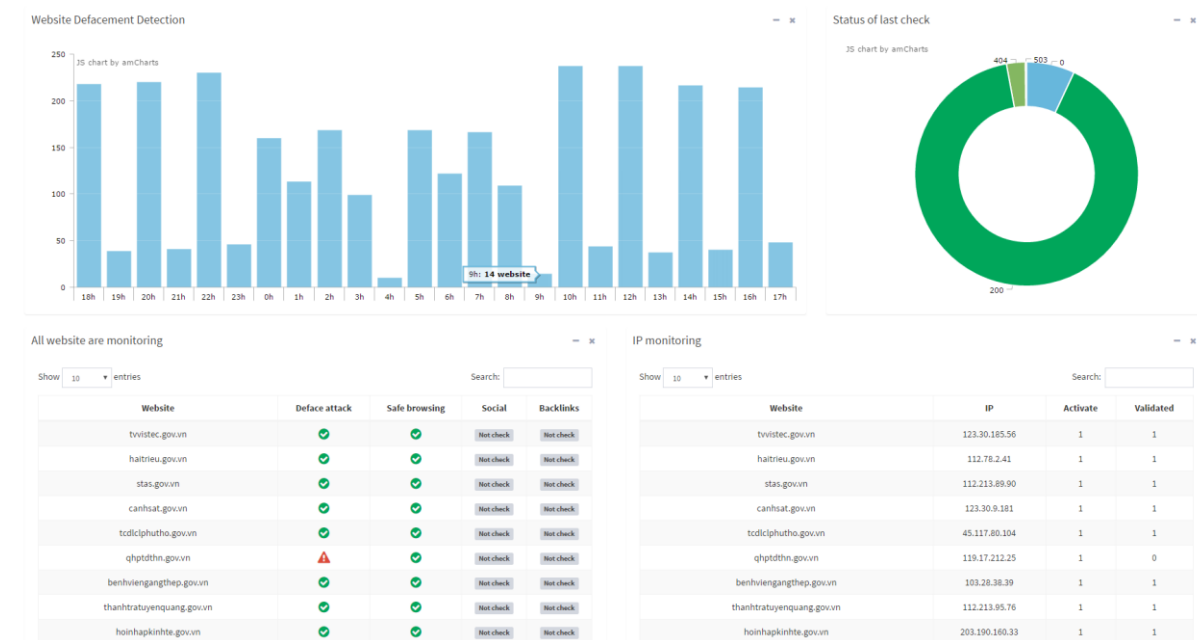 Website Defacement Detection
JS chart by amCharts
250
200
150
100
50
0
9h: 14 website
18h 19h 20h 21h 22h 23h 0h 1h 2h 3h 4h 5h 6h 7h 8h 9h 10h 11h 12h 13h 14h 15h 16h 17h
Status of last check
JS chart by amCharts
404 503 0
200
All website are monitoring
Show 10 entries Search:
Website Deface attack Safe browsing Social Backlinks
tvvistec.gov.vn Not check Not check
haitrieu.gov.vn Not check Not check
stas.gov.vn Not check Not check
canhsat.gov.vn Not check Not check
tcdlclphutho.gov.vn Not check Not check
qhptdthn.gov.vn Not check Not check
benhviengangthep.gov.vn Not check Not check
thanhtratuyenquang.gov.vn Not check Not check
hoinhapkinhte.gov.vn Not check Not check
IP monitoring
Show 10 entries Search:
Website IP Activate Validated
tvvistec.gov.vn 123.30.185.56 1 1
haitrieu.gov.vn 112.78.2.41 1 1
stas.gov.vn 112.213.89.90 1 1
canhsat.gov.vn 123.30.9.181 1 1
tcdlclphutho.gov.vn 45.117.80.104 1 1
qhptdthn.gov.vn 119.17.212.25 1 0
benhviengangthep.gov.vn 103.28.38.39 1 1
thanhtratuyenquang.gov.vn 112.213.95.76 1 1
hoinhapkinhte.gov.vn 203.190.160.33 1 1